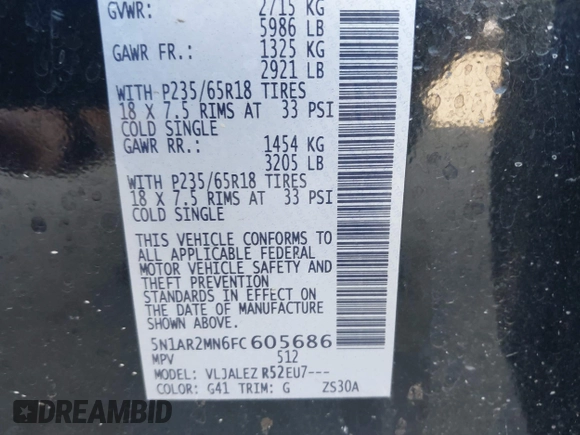 GVWR: 2715 KG
5986 LB
GAWR FR.: 1325 KG
2921 LB
WITH P235/65R18 TIRES
18 X 7.5 RIMS AT 33 PSI
COLD SINGLE
GAWR RR.: 1454 KG
3205 LB
WITH P235/65R18 TIRES
18 X 7.5 RIMS AT 33 PSI
COLD SINGLE
THIS VEHICLE CONFORMS TO
ALL APPLICABLE FEDERAL
MOTOR VEHICLE SAFETY AND
THEFT PREVENTION
STANDARDS IN EFFECT ON
THE DATE OF MANUFACTURE
SHOWN ABOVE.
5N1AR2MN6FC605686
MPV 512
MODEL: VLJALEZ R52EU7---
COLOR: G41 TRIM: G ZS30A
DREAMBID